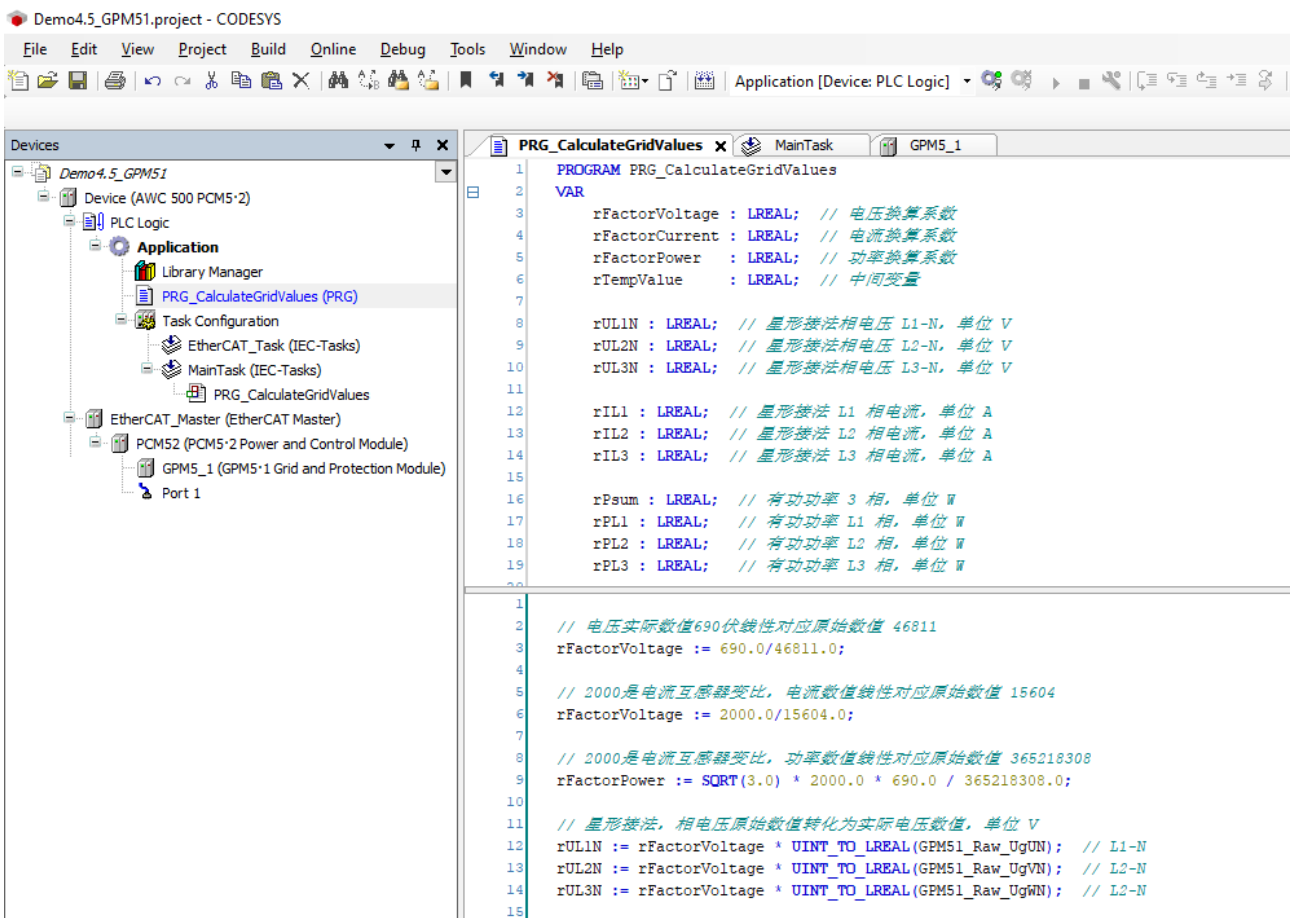 Demo4.5_GPM51.project - CODESYS
File Edit View Project Build Online Debug Tools Window Help
Application [Device: PLC Logic]
Devices
Demo4.5_GPM51
Device (AWC 500 PCM5·2)
PLC Logic
Application
Library Manager
PRG_CalculateGridValues (PRG)
Task Configuration
EtherCAT_Task (IEC-Tasks)
MainTask (IEC-Tasks)
PRG_CalculateGridValues
EtherCAT_Master (EtherCAT Master)
PCM52 (PCM5·2 Power and Control Module)
GPM5_1 (GPM5·1 Grid and Protection Module)
Port 1
PRG_CalculateGridValues MainTask GPM5_1
1 PROGRAM PRG_CalculateGridValues
2 VAR
3 rFactorVoltage : LREAL; // 电压换算系数
4 rFactorCurrent : LREAL; // 电流换算系数
5 rFactorPower : LREAL; // 功率换算系数
6 rTempValue : LREAL; // 中间变量
7
8 rUL1N : LREAL; // 星形接法相电压 L1-N, 单位 V
9 rUL2N : LREAL; // 星形接法相电压 L2-N, 单位 V
10 rUL3N : LREAL; // 星形接法相电压 L3-N, 单位 V
11
12 rIL1 : LREAL; // 星形接法 L1 相电流, 单位 A
13 rIL2 : LREAL; // 星形接法 L2 相电流, 单位 A
14 rIL3 : LREAL; // 星形接法 L3 相电流, 单位 A
15
16 rPsum : LREAL; // 有功功率 3 相, 单位 W
17 rPL1 : LREAL; // 有功功率 L1 相, 单位 W
18 rPL2 : LREAL; // 有功功率 L2 相, 单位 W
19 rPL3 : LREAL; // 有功功率 L3 相, 单位 W
20
1
2 // 电压实际数值690伏线性对应原始数值 46811
3 rFactorVoltage := 690.0/46811.0;
4
5 // 2000是电流互感器变比, 电流数值线性对应原始数值 15604
6 rFactorVoltage := 2000.0/15604.0;
7
8 // 2000是电流互感器变比, 功率数值线性对应原始数值 365218308
9 rFactorPower := SQRT(3.0) * 2000.0 * 690.0 / 365218308.0;
10
11 // 星形接法, 相电压原始数值转化为实际电压数值, 单位 V
12 rUL1N := rFactorVoltage * UINT_TO_LREAL(GPM51_Raw_UgUN); // L1-N
13 rUL2N := rFactorVoltage * UINT_TO_LREAL(GPM51_Raw_UgVN); // L2-N
14 rUL3N := rFactorVoltage * UINT_TO_LREAL(GPM51_Raw_UgWN); // L2-N
15